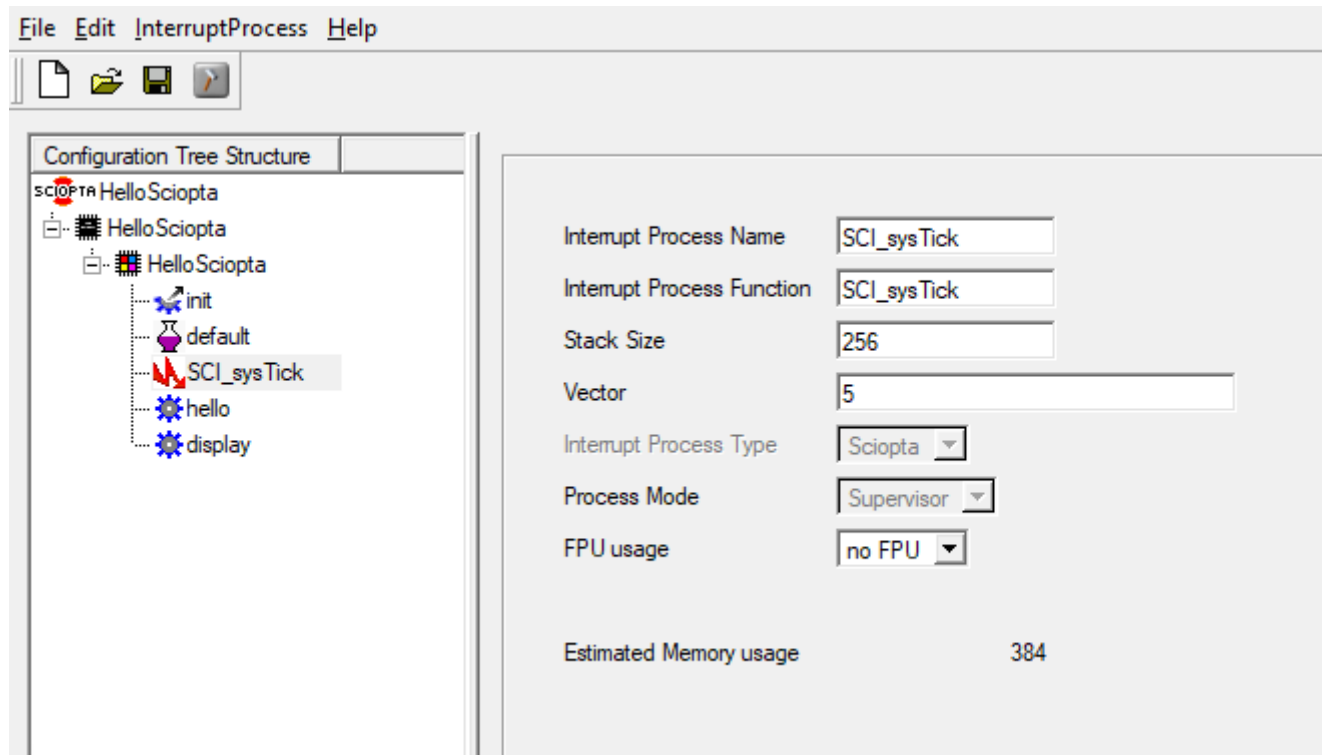 File Edit InterruptProcess Help
Configuration Tree Structure
SCIOPTA HelloSciopta
HelloSciopta
HelloSciopta
init
default
SCI_sysTick
hello
display
Interrupt Process Name SCI_sysTick
Interrupt Process Function SCI_sysTick
Stack Size 256
Vector 5
Interrupt Process Type Sciopta
Process Mode Supervisor
FPU usage no FPU
Estimated Memory usage 384